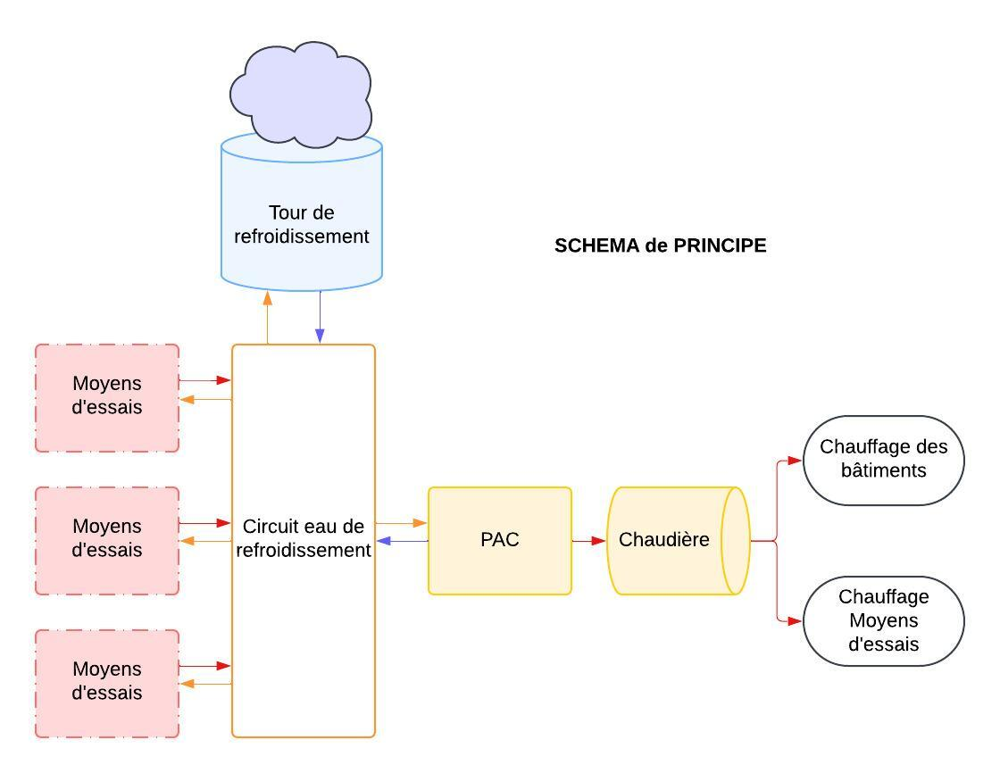 Tour de
refroidissement
SCHEMA de PRINCIPE
Moyens
d'essais
Moyens
d'essais
Moyens
d'essais
Circuit eau de
refroidissement
PAC
Chaudière
Chauffage des
bâtiments
Chauffage
Moyens
d'essais